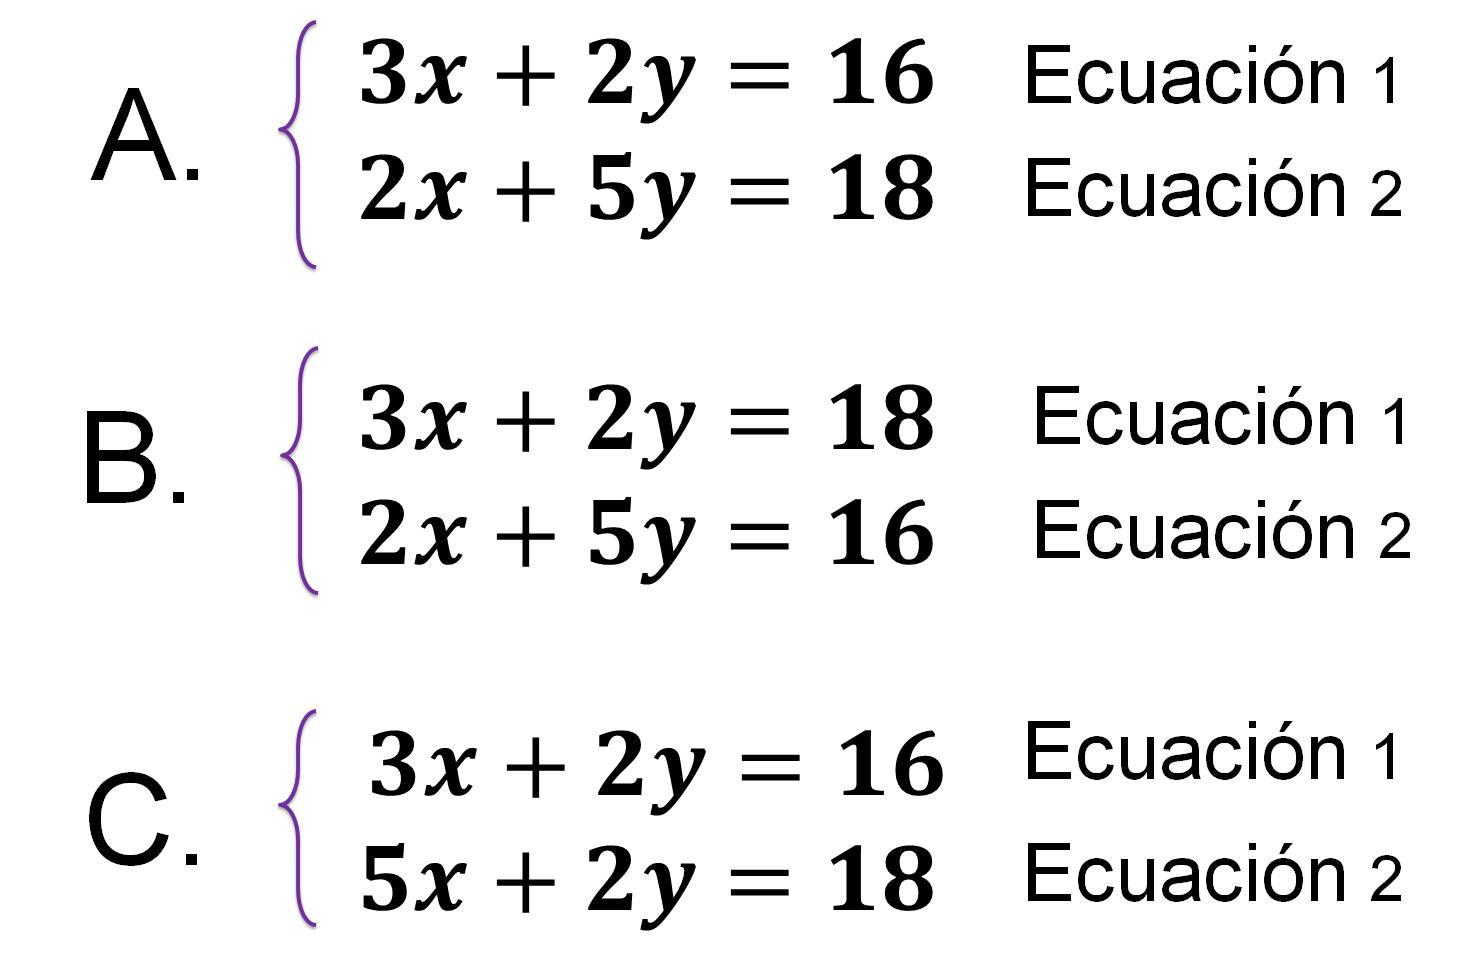 A.
3x + 2y = 16 Ecuación 1
2x + 5y = 18 Ecuación 2
B.
3x + 2y = 18 Ecuación 1
2x + 5y = 16 Ecuación 2
C.
3x + 2y = 16 Ecuación 1
5x + 2y = 18 Ecuación 2